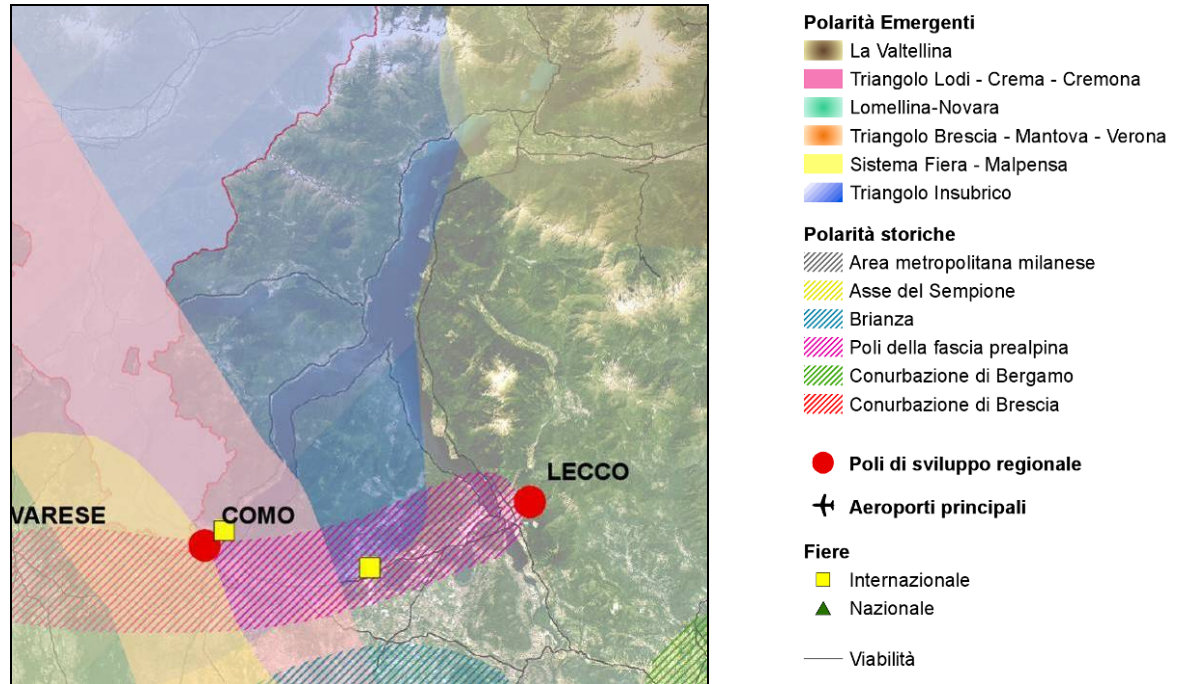 VARESE
COMO
LECCO
Polarità Emergenti
La Valtellina
Triangolo Lodi - Crema - Cremona
Lomellina-Novara
Triangolo Brescia - Mantova - Verona
Sistema Fiera - Malpensa
Triangolo Insubrico
Polarità storiche
Area metropolitana milanese
Asse del Sempione
Brianza
Poli della fascia prealpina
Conurbazione di Bergamo
Conurbazione di Brescia
Poli di sviluppo regionale
Aeroporti principali
Fiere
Internazionale
Nazionale
Viabilità